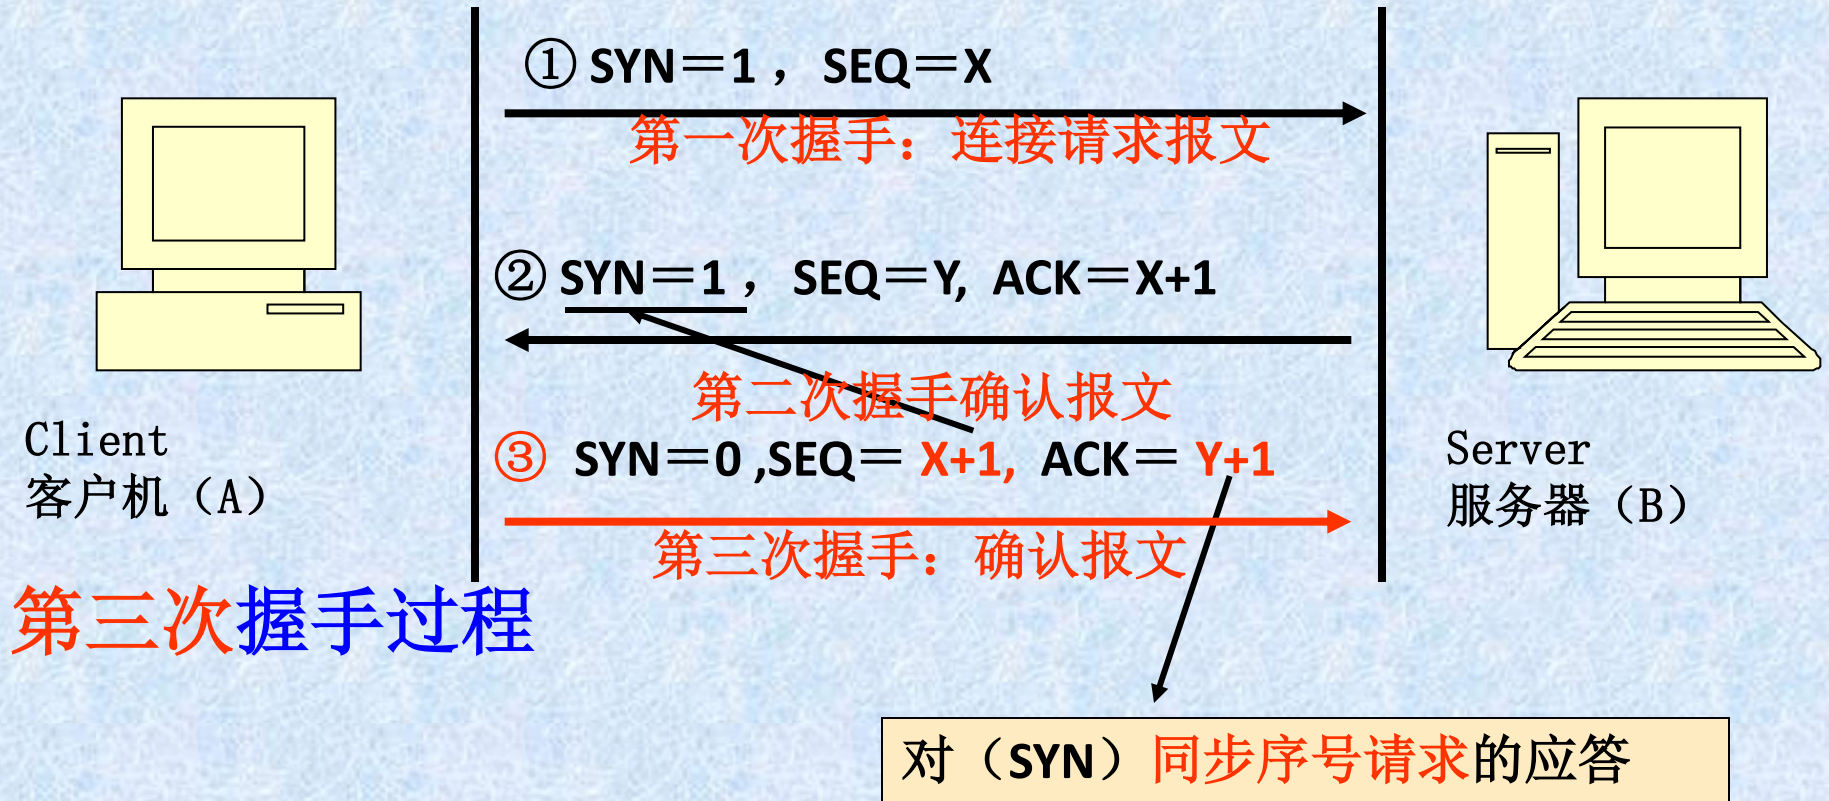 ① SYN＝1， SEQ＝X
第一次握手：连接请求报文
② SYN＝1， SEQ＝Y, ACK＝X+1
第二次握手确认报文
③ SYN＝0 ,SEQ＝ X+1, ACK＝ Y+1
第三次握手：确认报文
Client
客户机（A）
Server
服务器（B）
第三次握手过程
对（SYN）同步序号请求的应答